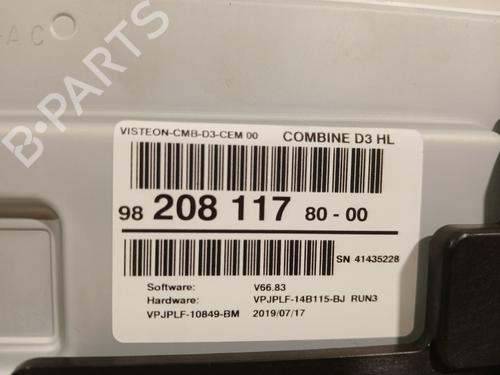 AC
VISTEON-CMB-D3-CEM 00 COMBINE D3 HL
98 208 117 80-00
SN 41435228
Software: V66.83
Hardware: VPJPLF-14B115-BJ RUN3
VPJPLF-10849-BM 2019/07/17
B-PARTS